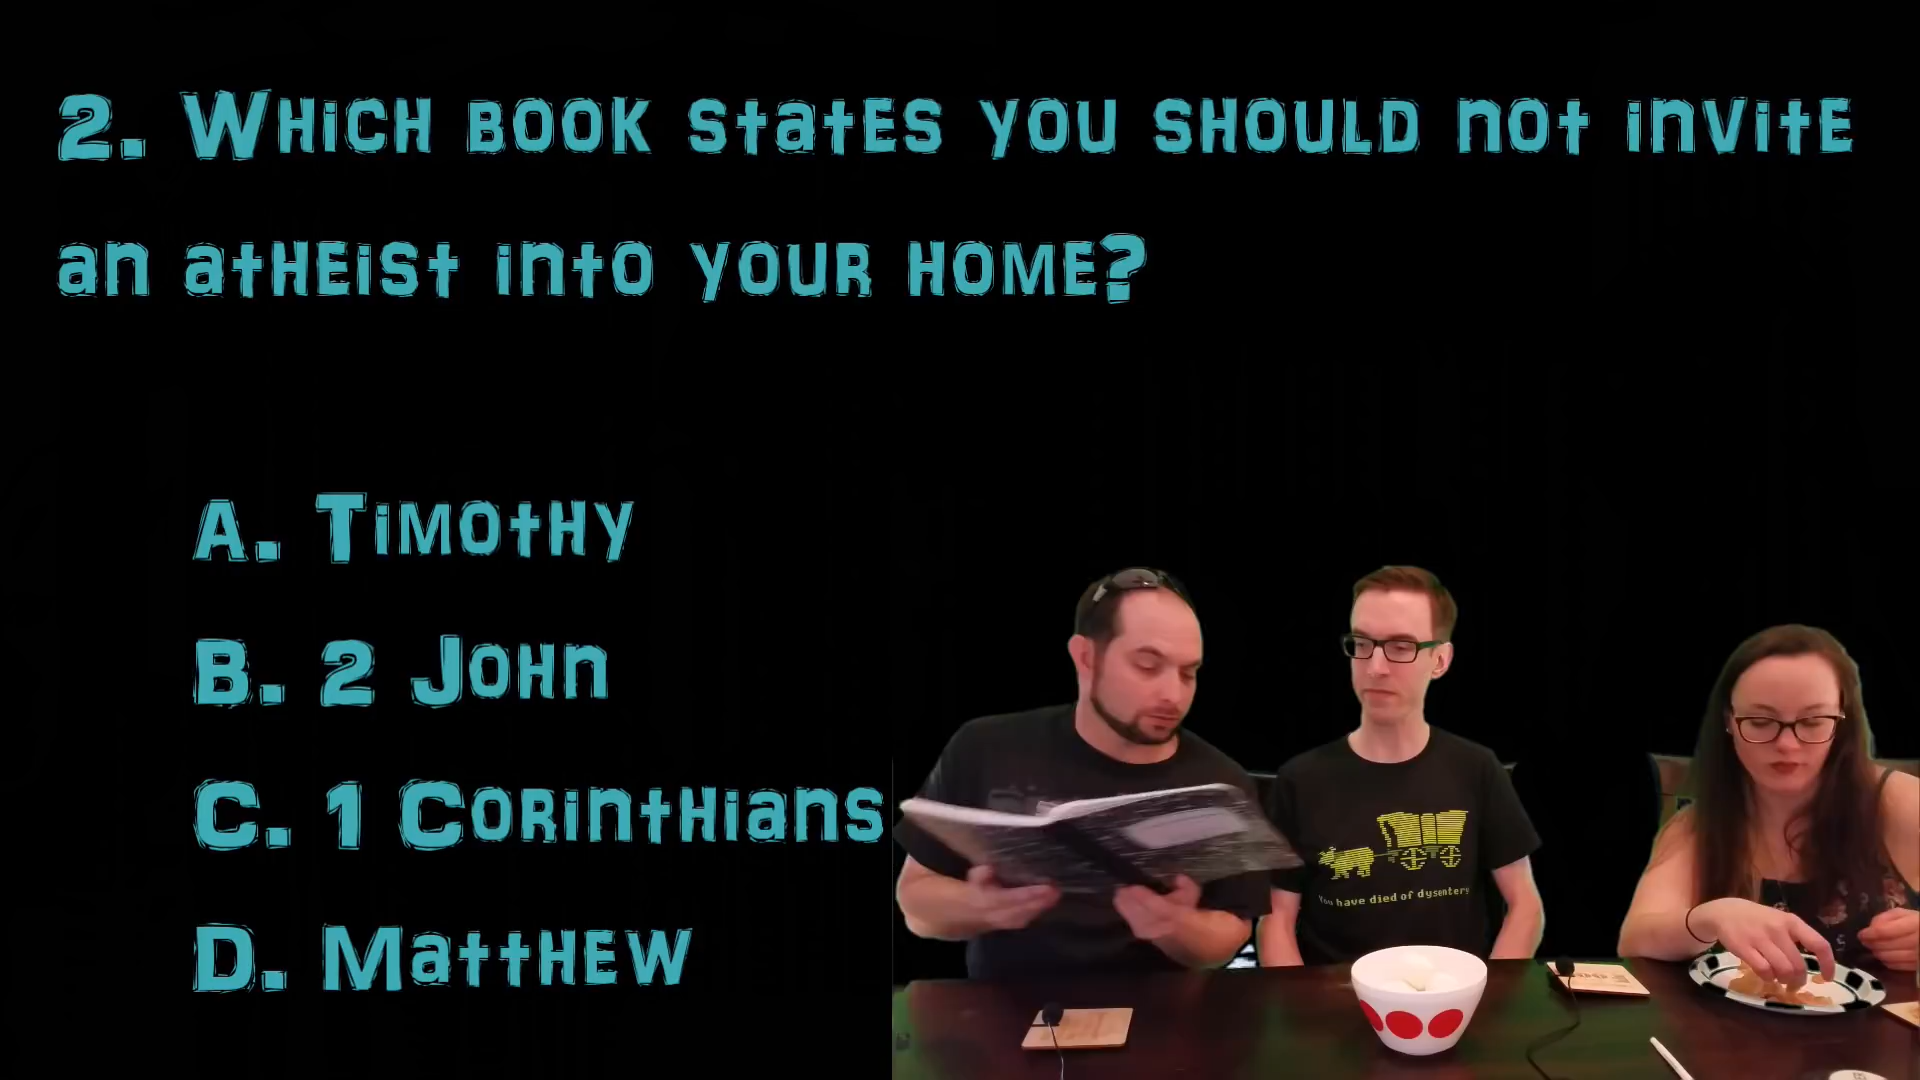 2. Which book states you should not invite
an atheist into your home?
A. Timothy
B. 2 John
C. 1 Corinthians
D. Matthew
You have died of dysentery